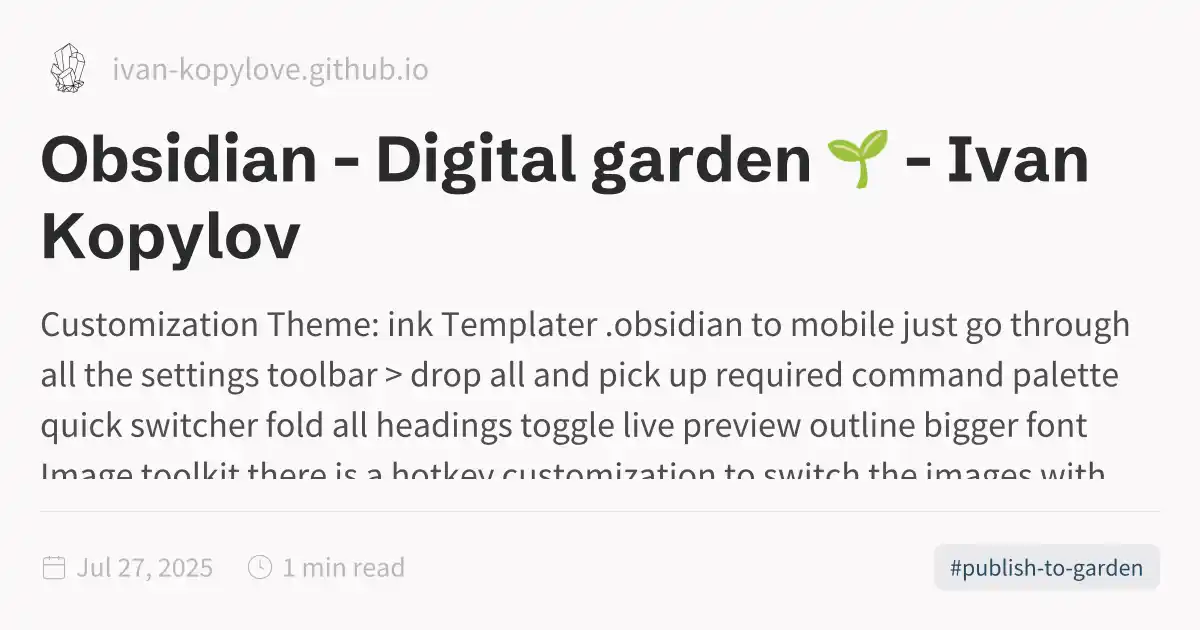 ivan-kopylove.github.io
Obsidian - Digital garden 🌱 - Ivan
Kopylov
Customization Theme: ink Templater .obsidian to mobile just go through
all the settings toolbar > drop all and pick up required command palette
quick switcher fold all headings toggle live preview outline bigger font
Image toolkit there is a hotkey customization to switch the images with
Jul 27, 2025 1 min read
#publish-to-garden